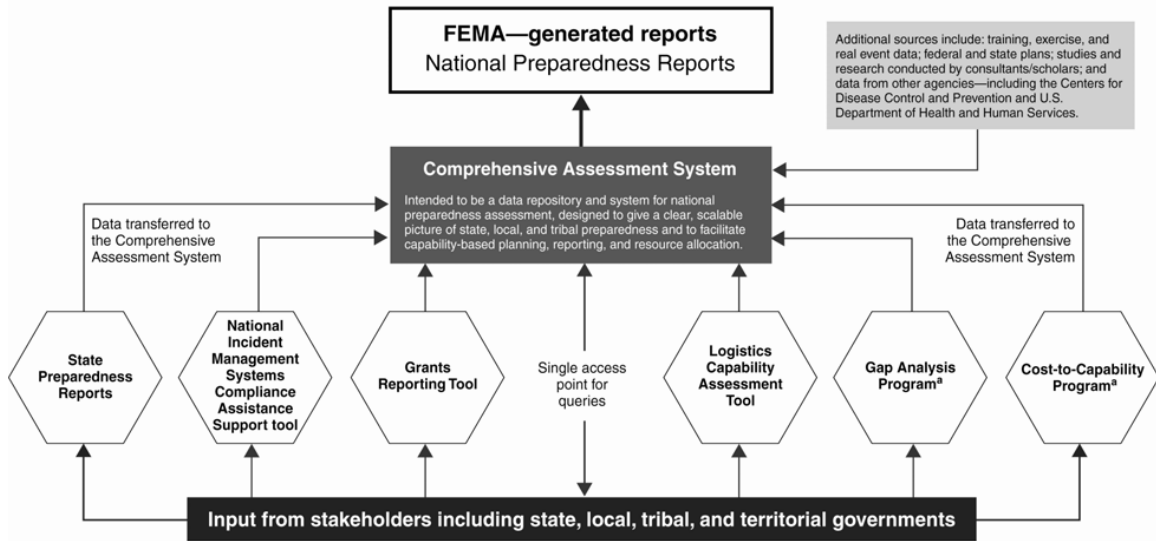 FEMA—generated reports
National Preparedness Reports
Additional sources include: training, exercise, and
real event data; federal and state plans; studies and
research conducted by consultants/scholars; and
data from other agencies—including the Centers for
Disease Control and Prevention and U.S.
Department of Health and Human Services.
Comprehensive Assessment System
Intended to be a data repository and system for national
preparedness assessment, designed to give a clear, scalable
picture of state, local, and tribal preparedness and to facilitate
capability-based planning, reporting, and resource allocation.
Data transferred to
the Comprehensive
Assessment System
Data transferred to
the Comprehensive
Assessment System
State
Preparedness
Reports
National
Incident
Management
Systems
Compliance
Assistance
Support tool
Grants
Reporting Tool
Single access
point for
queries
Logistics
Capability
Assessment
Tool
Gap Analysis
Programa
Cost-to-Capability
Programa
Input from stakeholders including state, local, tribal, and territorial governments